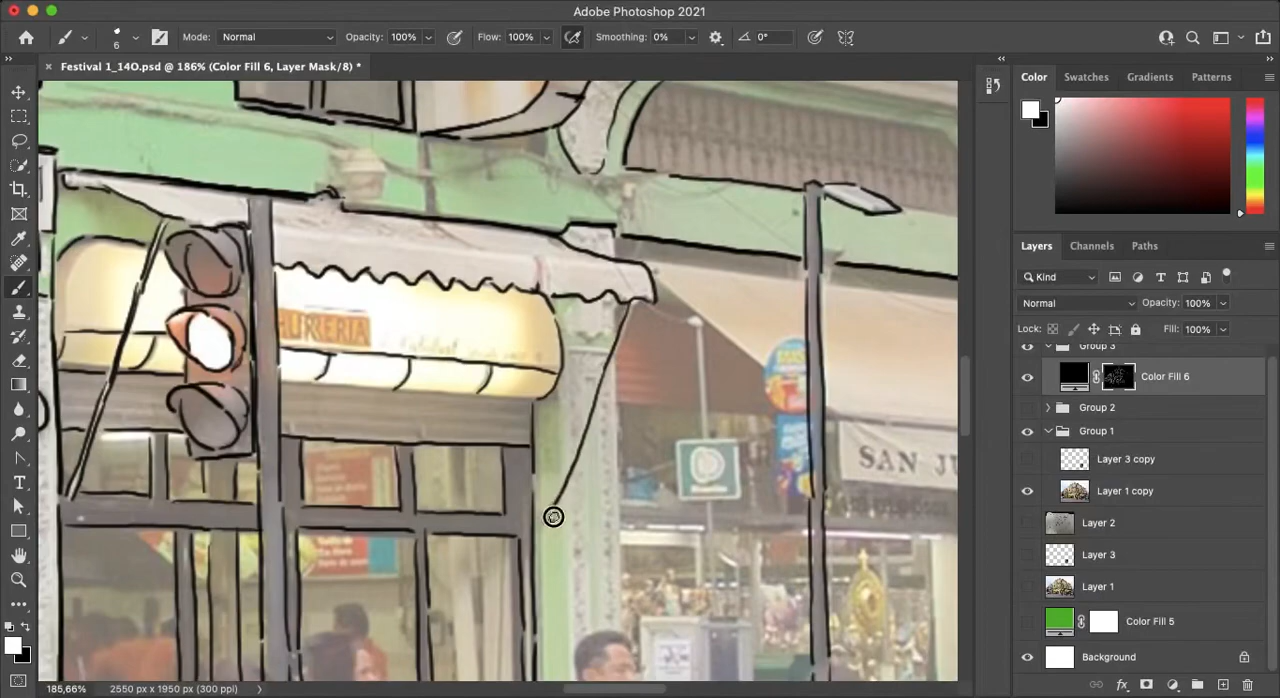 Adobe Photoshop 2021
6
Mode: Normal Opacity: 100% Flow: 100% Smoothing: 0% 0°
Festival 1_14O.psd @ 186% (Color Fill 6, Layer Mask/8) *
Color Swatches Gradients Patterns
Layers Channels Paths
Kind
Normal Opacity: 100%
Lock: Fill: 100%
Group 3
Color Fill 6
Group 2
Group 1
Layer 3 copy
Layer 1 copy
Layer 2
Layer 3
Layer 1
Color Fill 5
Background
SAN JU
185,66% 2550 px x 1950 px (300 ppi)